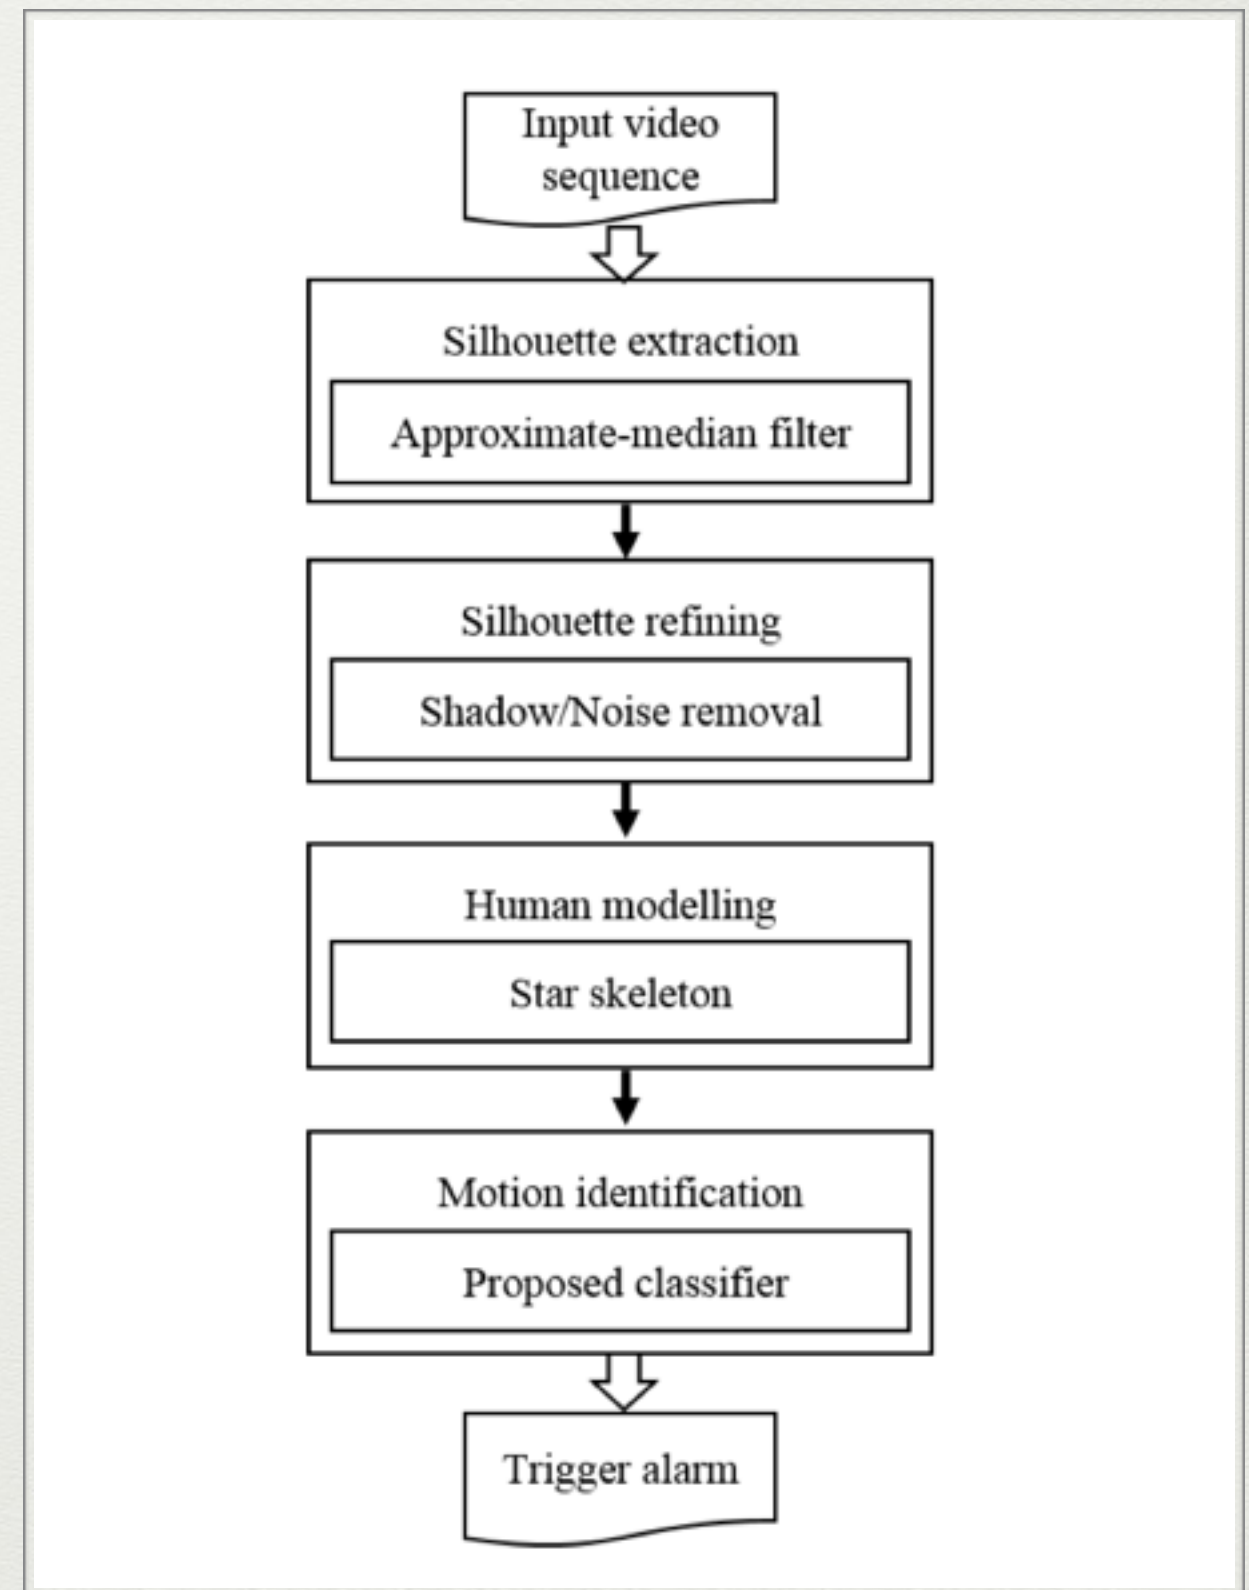 Input video
sequence
Silhouette extraction
Approximate-median filter
Silhouette refining
Shadow/Noise removal
Human modelling
Star skeleton
Motion identification
Proposed classifier
Trigger alarm